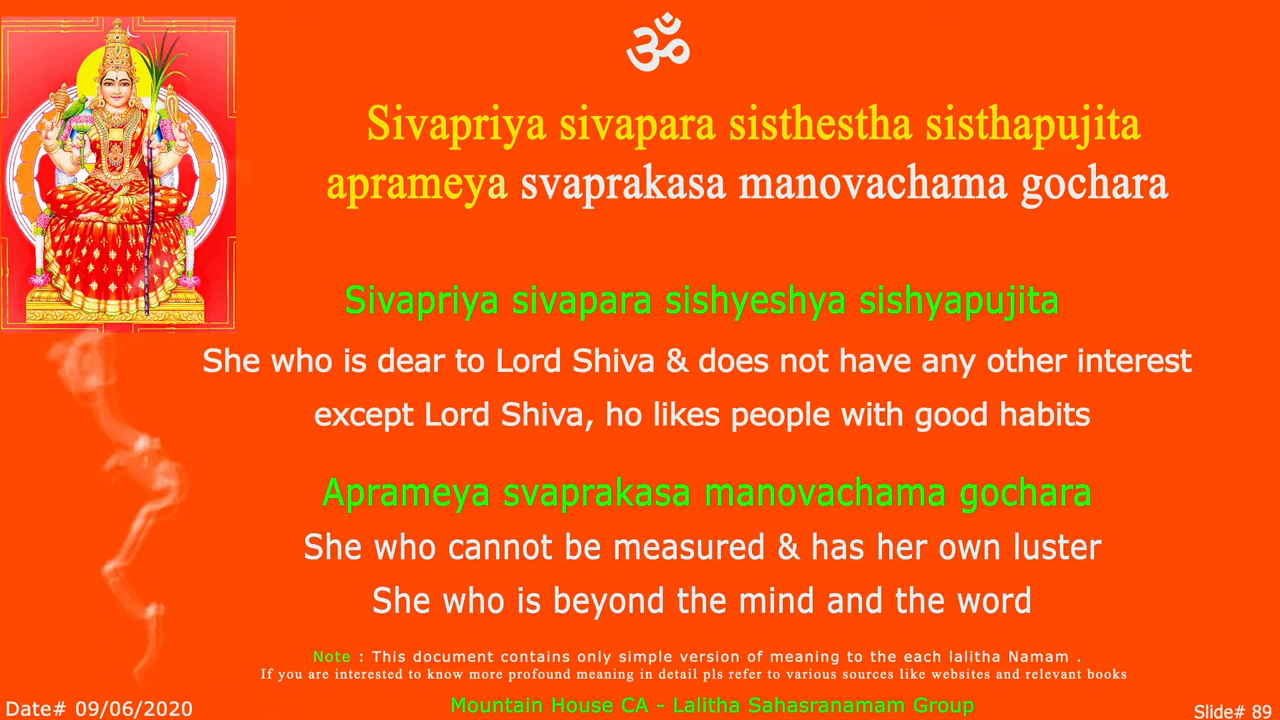 ॐ
Sivapriya sivapara sisthestha sisthapujita
aprameya svaprakasa manovachama gochara
Sivapriya sivapara sishyeshya sishyapujita
She who is dear to Lord Shiva & does not have any other interest
except Lord Shiva, ho likes people with good habits
Aprameya svaprakasa manovachama gochara
She who cannot be measured & has her own luster
She who is beyond the mind and the word
Note : This document contains only simple version of meaning to the each lalitha Namam .
If you are interested to know more profound meaning in detail pls refer to various sources like websites and relevant books
Mountain House CA - Lalitha Sahasranamam Group
Date# 09/06/2020
Slide# 89